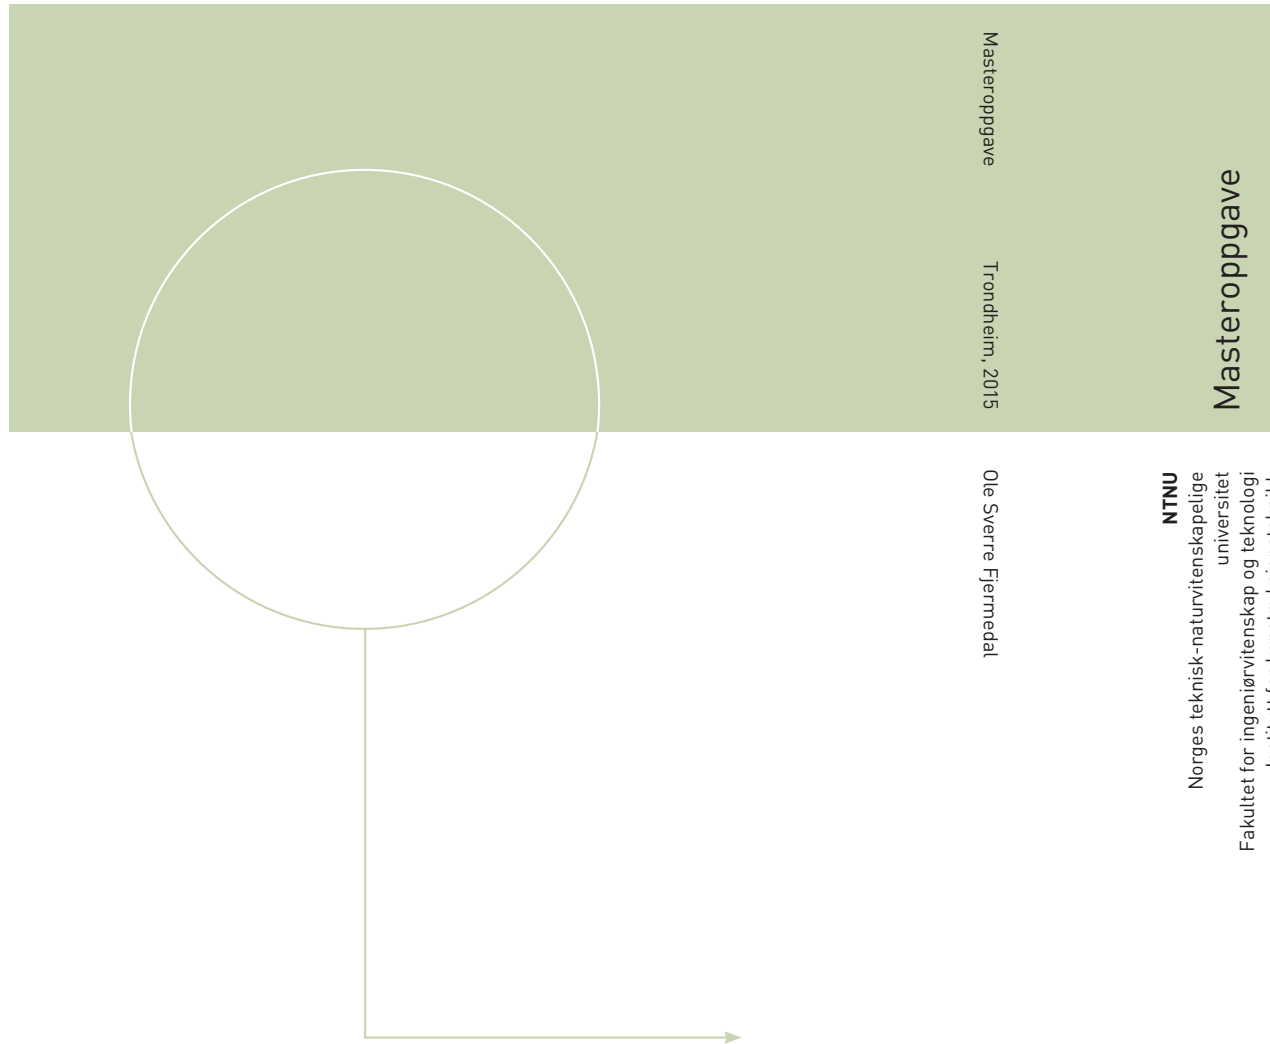 Masteroppgave
Trondheim, 2015
Ole Sverre Fjermedal
Masteroppgave
NTNU
Norges teknisk-naturvitenskapelige
universitet
Fakultet for ingeniørvitenskap og teknologi